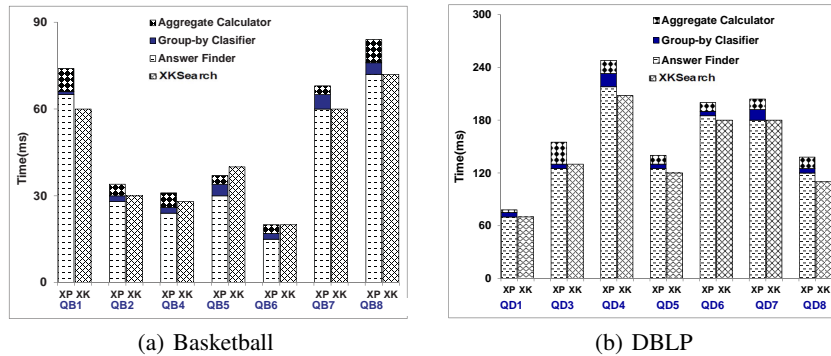 90
60
30
0
Time(ms)
Aggregate Calculator
Group-by Clasifier
Answer Finder
XKSearch
XP XK XP XK XP XK XP XK XP XK XP XK XP XK
QB1 QB2 QB4 QB5 QB6 QB7 QB8
(a) Basketball
300
240
180
120
60
0
Time(ms)
Aggregate Calculator
Group-by Clasifier
Answer Finder
XKSearch
XP XK XP XK XP XK XP XK XP XK XP XK XP XK
QD1 QD3 QD4 QD5 QD6 QD7 QD8
(b) DBLP